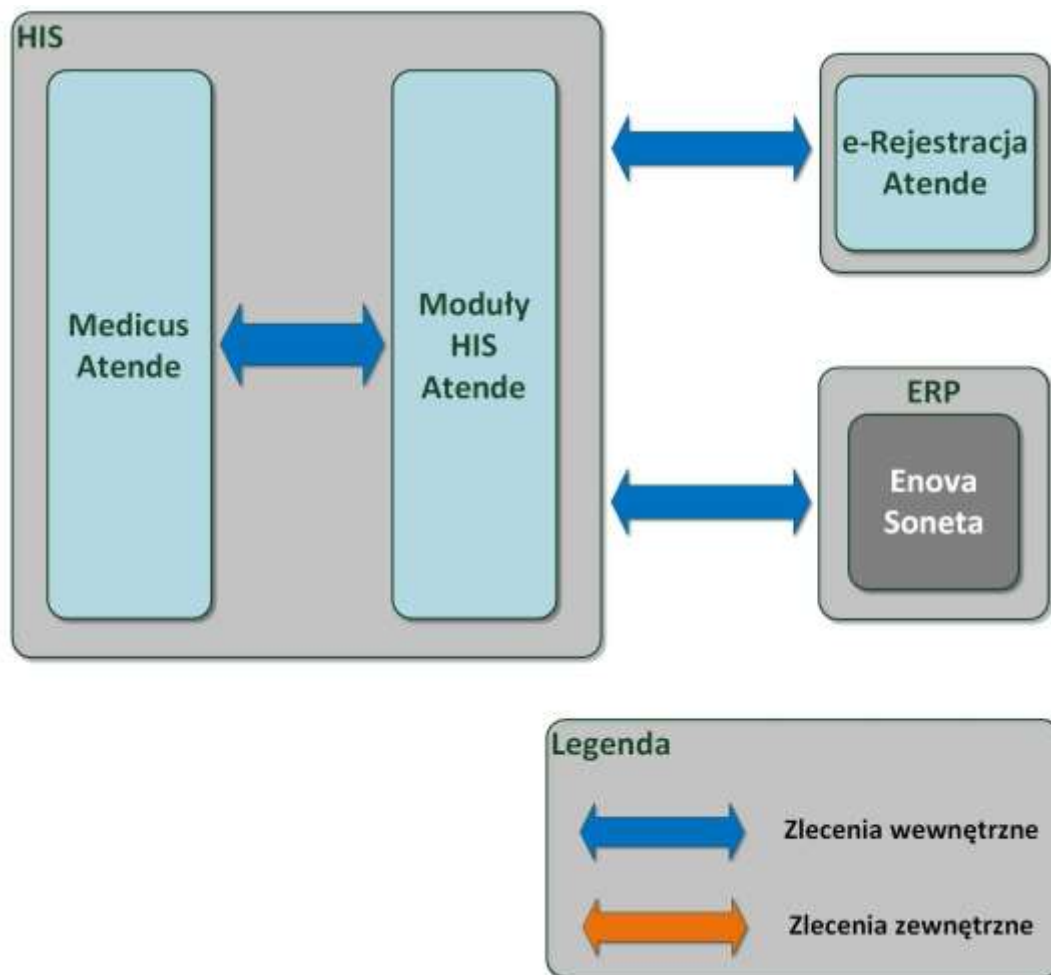 HIS
Medicus
Atende
Moduły
HIS
Atende
e-Rejestracja
Atende
ERP
Enova
Soneta
Legenda
Zlecenia wewnętrzne
Zlecenia zewnętrzne